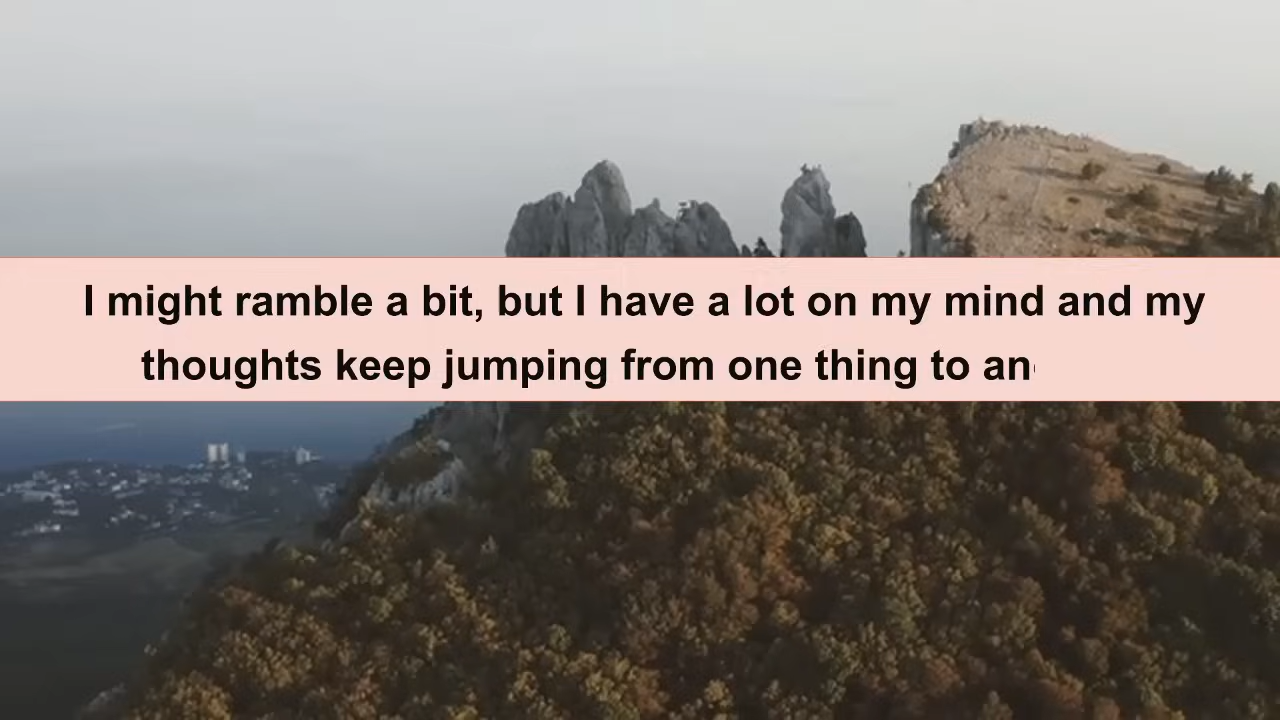 I might ramble a bit, but I have a lot on my mind and my
thoughts keep jumping from one thing to an